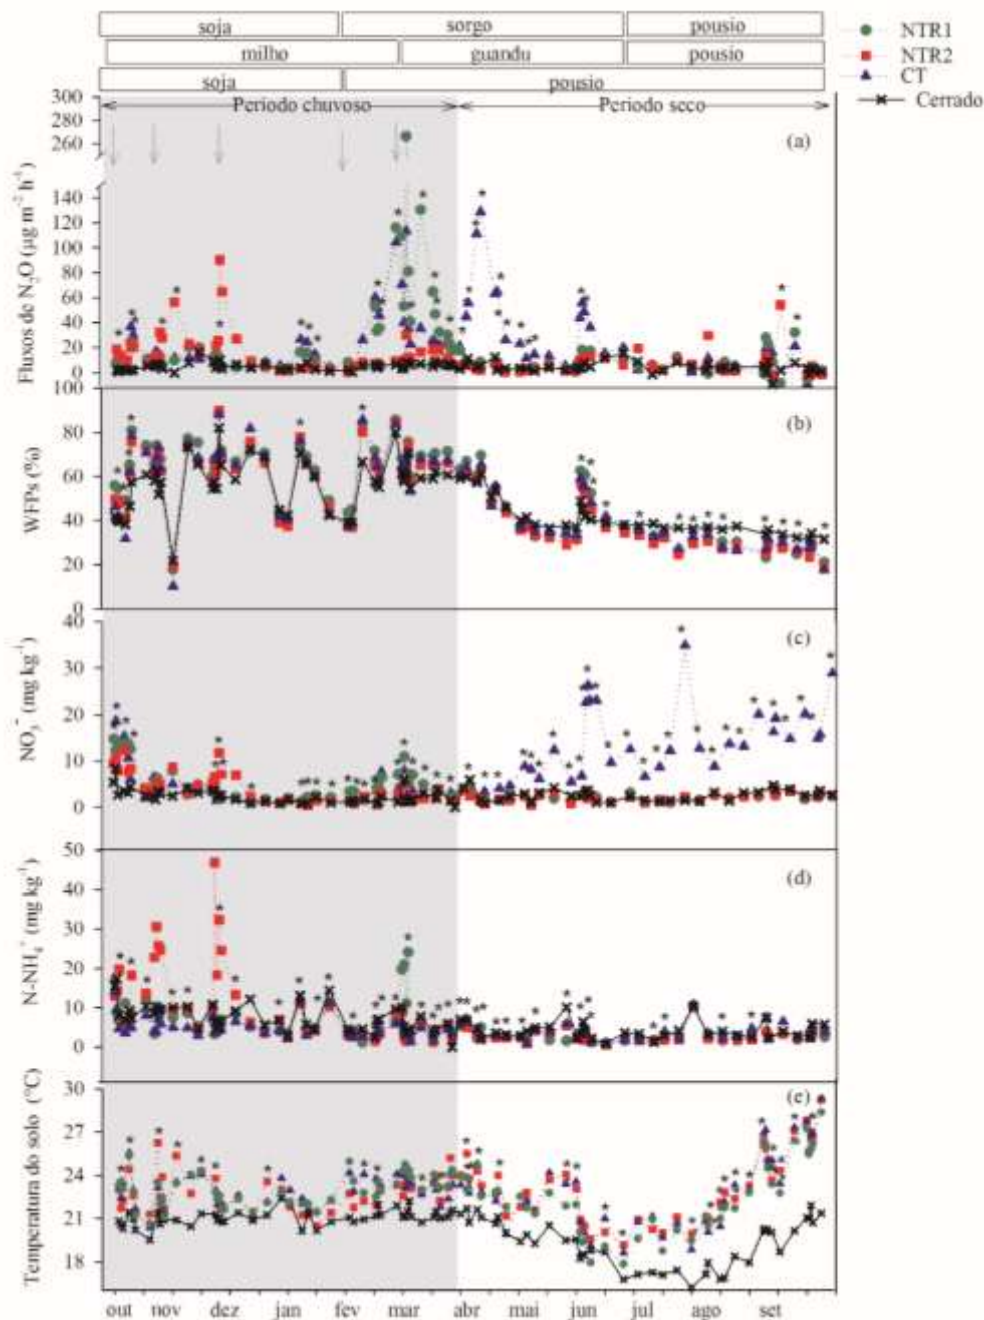 soja sorgo pousio
milho guandu pousio
soja pousio
NTR1
NTR2
CT
Cerrado
Período chuvoso Período seco
300
280
260
140
120
100
80
60
40
20
0
Fluxos de N₂O (µg m⁻² h⁻¹)
(a)
100
80
60
40
20
0
WFPs (%)
(b)
40
30
20
10
0
NO₃⁻ (mg kg⁻¹)
(c)
50
40
30
20
10
0
N-NH₄⁺ (mg kg⁻¹)
(d)
30
27
24
21
18
Temperatura do solo (°C)
(e)
out nov dez jan fev mar abr mai jun jul ago set